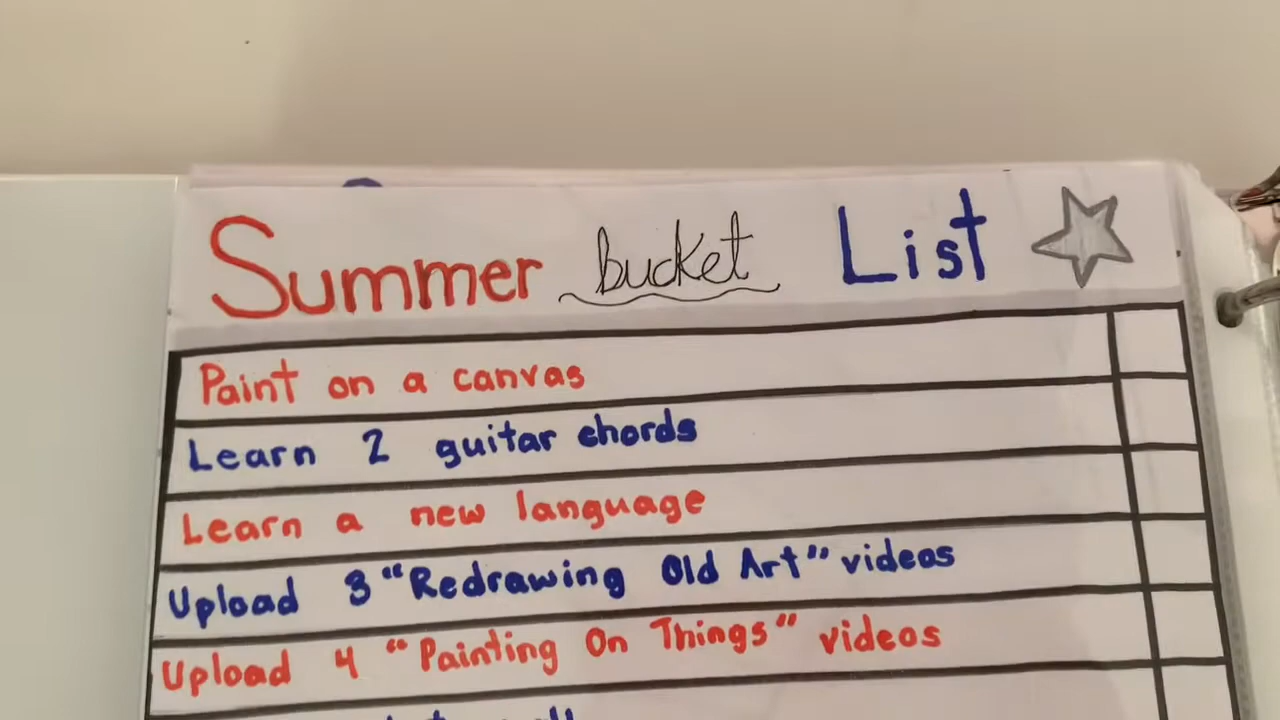 Summer bucket List
Paint on a canvas
Learn 2 guitar chords
Learn a new language
Upload 3 "Redrawing Old Art" videos
Upload 4 "Painting On Things" videos